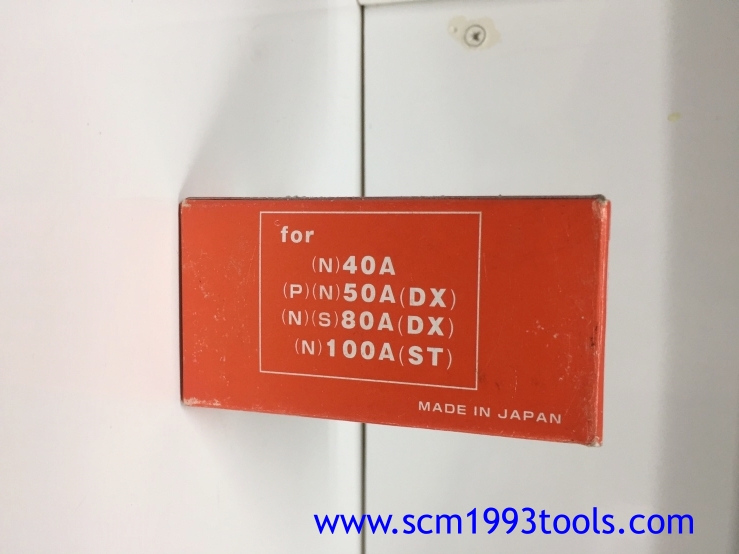 for
(N)40A
(P)(N)50A(DX)
(N)(S)80A(DX)
(N)100A(ST)
MADE IN JAPAN
www.scm1993tools.com